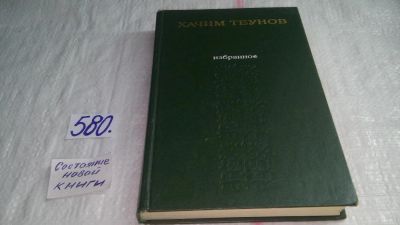 ХАЧИМ ТЕУНОВ
избранное
580.
Состояние
новой
книги